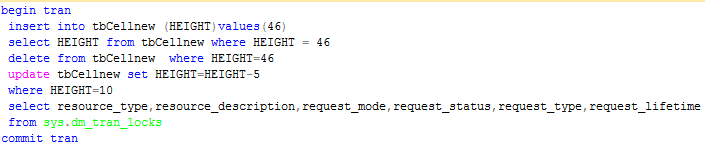 begin tran
insert into tbCellnew (HEIGHT)values(46)
select HEIGHT from tbCellnew where HEIGHT = 46
delete from tbCellnew  where HEIGHT=46
update tbCellnew set HEIGHT=HEIGHT-5
where HEIGHT=10
select resource_type,resource_description,request_mode,request_status,request_type,request_lifetime
from sys.dm_tran_locks
commit tran